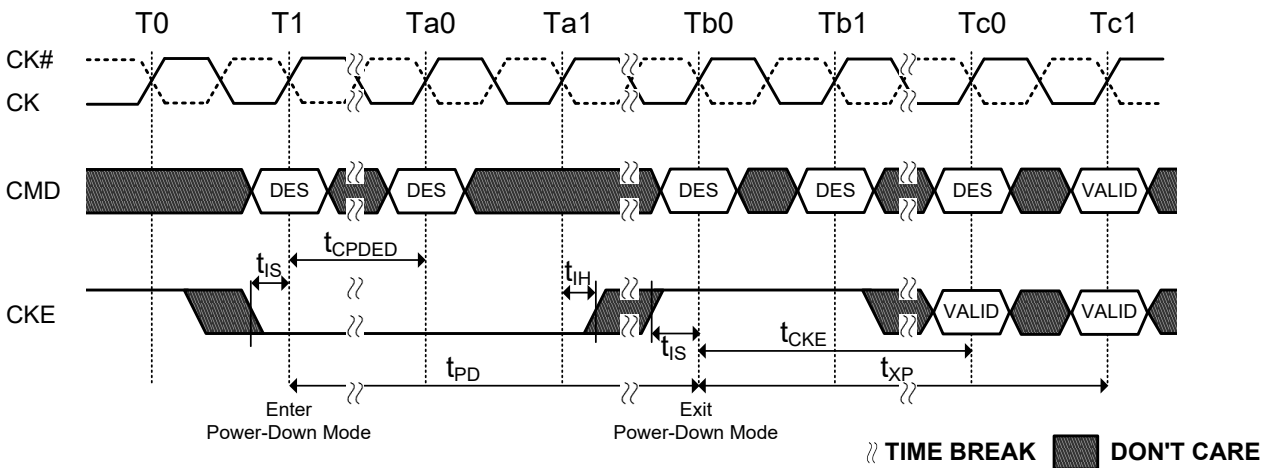 T0 T1 Ta0 Ta1 Tb0 Tb1 Tc0 Tc1
CK#
CK
CMD DES DES DES DES DES VALID
tCPDED
tIS tIH
CKE VALID VALID
tIS tCKE
tPD tXP
Enter Exit
Power-Down Mode Power-Down Mode
TIME BREAK DON'T CARE